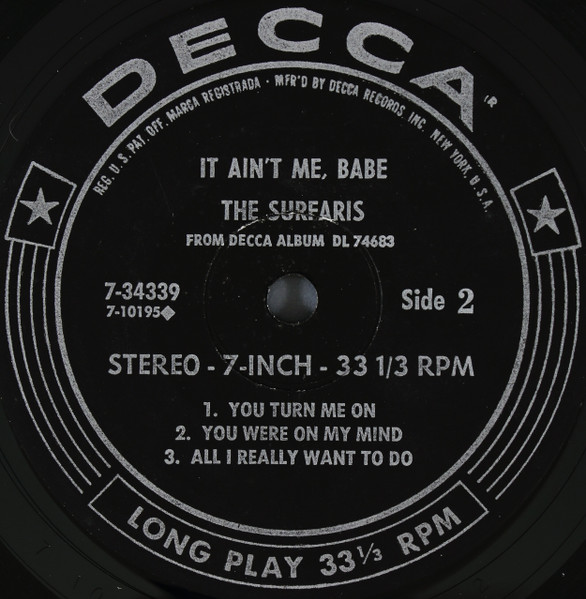 DECCA®
REG. U.S. PAT. OFF. MARCA REGISTRADA · MFR'D BY DECCA RECORDS, INC. NEW YORK, U.S.A.
IT AIN'T ME, BABE
THE SURFARIS
FROM DECCA ALBUM DL 74683
7-34339
Side 2
7-10195◆
STEREO - 7-INCH - 33 1/3 RPM
1. YOU TURN ME ON
2. YOU WERE ON MY MIND
3. ALL I REALLY WANT TO DO
LONG PLAY 33⅓ RPM